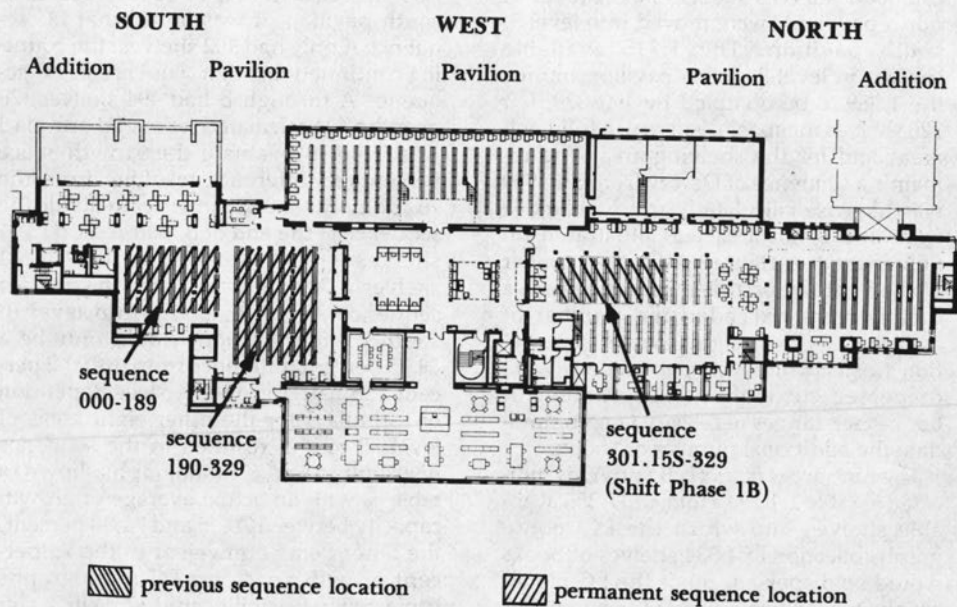 SOUTH
WEST
NORTH
Addition
Pavilion
Pavilion
Pavilion
Addition
sequence
000-189
sequence
190-329
sequence
301.15S-329
(Shift Phase 1B)
previous sequence location
permanent sequence location